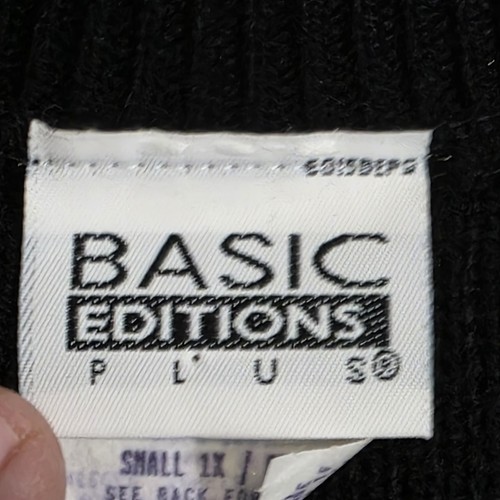 BASIC
EDITIONS
PLUS®
SMALL 1X /
SEE BACK FOR